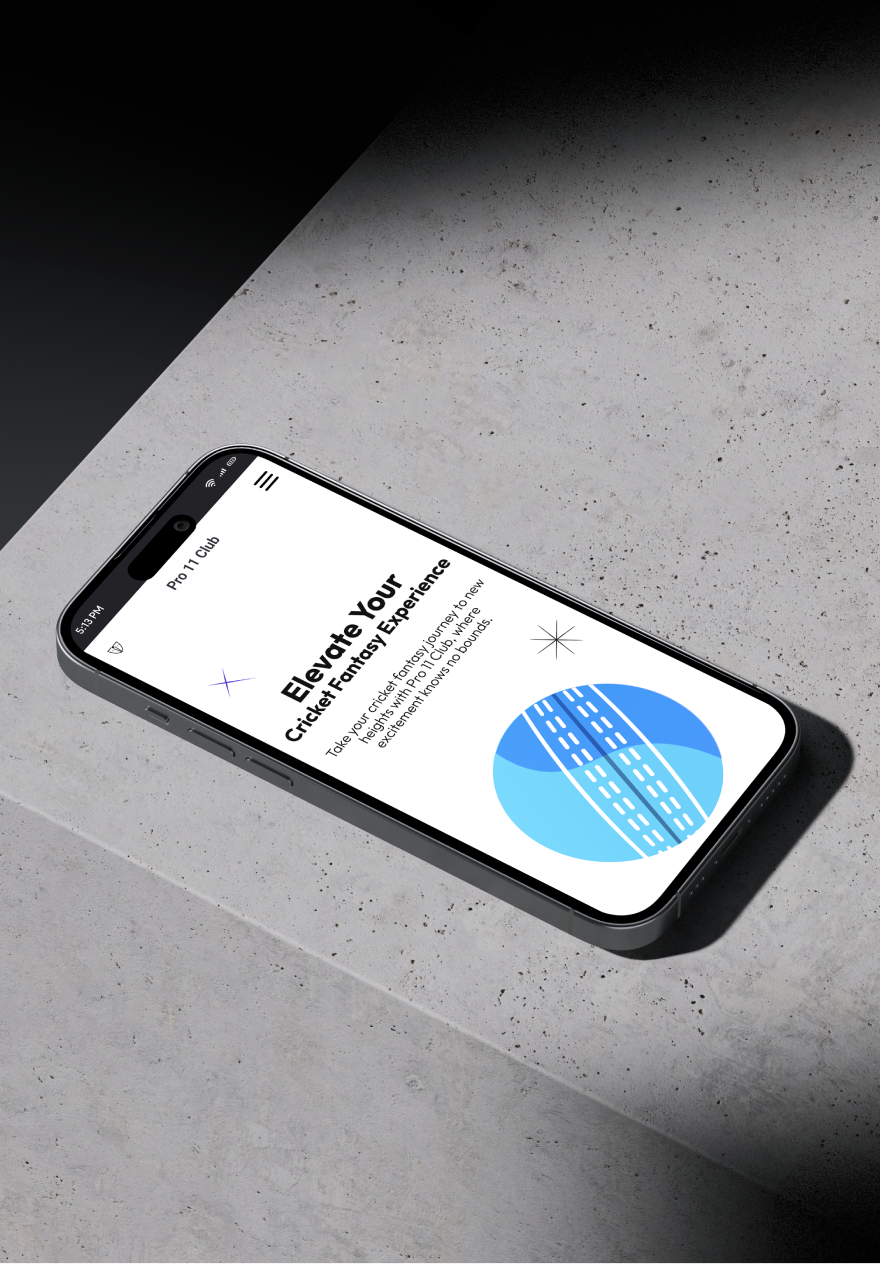 5:13 PM
Pro 11 Club
Elevate Your
Cricket Fantasy Experience
Take your cricket fantasy journey to new
heights with Pro 11 Club, where
excitement knows no bounds.